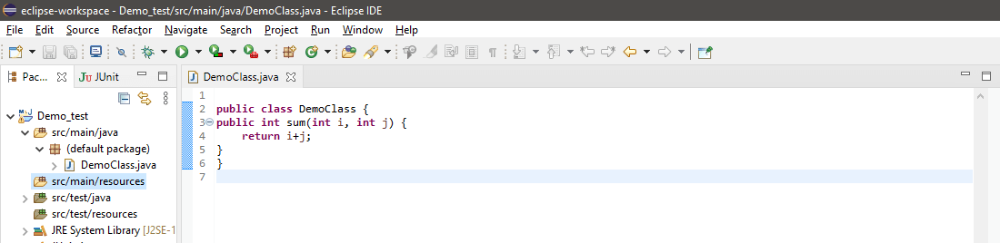 eclipse-workspace - Demo_test/src/main/java/DemoClass.java - Eclipse IDE
File Edit Source Refactor Navigate Search Project Run Window Help
Pac... JUnit
DemoClass.java
Demo_test
src/main/java
(default package)
DemoClass.java
src/main/resources
src/test/java
src/test/resources
JRE System Library [J2SE-1
1
2 public class DemoClass {
3 public int sum(int i, int j) {
4 return i+j;
5 }
6 }
7